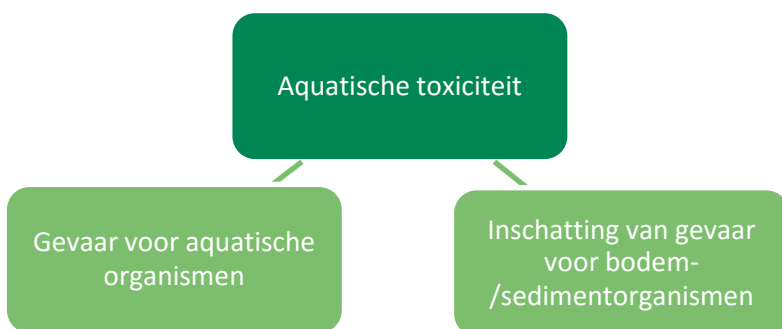 Aquatische toxiciteit
Gevaar voor aquatische
organismen
Inschatting van gevaar
voor bodem-
/sedimentorganismen